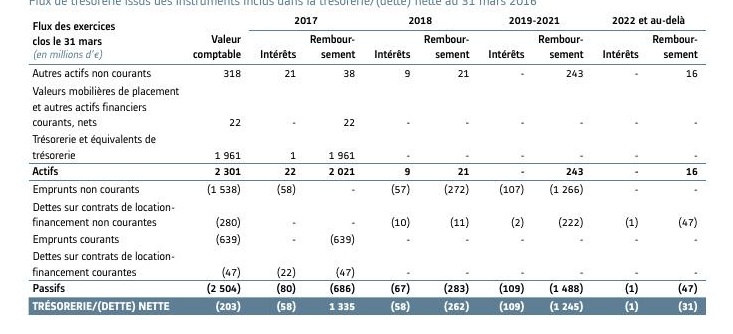 Flux de trésorerie issus des instruments inclus dans la trésorerie/(dette) nette au 31 mars 2016
Flux des exercices clos le 31 mars (en millions d'€) Valeur comptable 2017 2018 2019-2021 2022 et au-delà
Intérêts Rembour-sement Intérêts Rembour-sement Intérêts Rembour-sement Intérêts Rembour-sement
Autres actifs non courants 318 21 38 9 21 - 243 - 16
Valeurs mobilières de placement
et autres actifs financiers
courants, nets 22 - 22 - - - - - -
Trésorerie et équivalents de
trésorerie 1 961 1 1 961 - - - - - -
Actifs 2 301 22 2 021 9 21 - 243 - 16
Emprunts non courants (1 538) (58) - (57) (272) (107) (1 266) - -
Dettes sur contrats de location-
financement non courantes (280) - - (10) (11) (2) (222) (1) (47)
Emprunts courants (639) - (639) - - - - - -
Dettes sur contrats de location-
financement courantes (47) (22) (47) - - - - - -
Passifs (2 504) (80) (686) (67) (283) (109) (1 488) (1) (47)
TRÉSORERIE/(DETTE) NETTE (203) (58) 1 335 (58) (262) (109) (1 245) (1) (31)